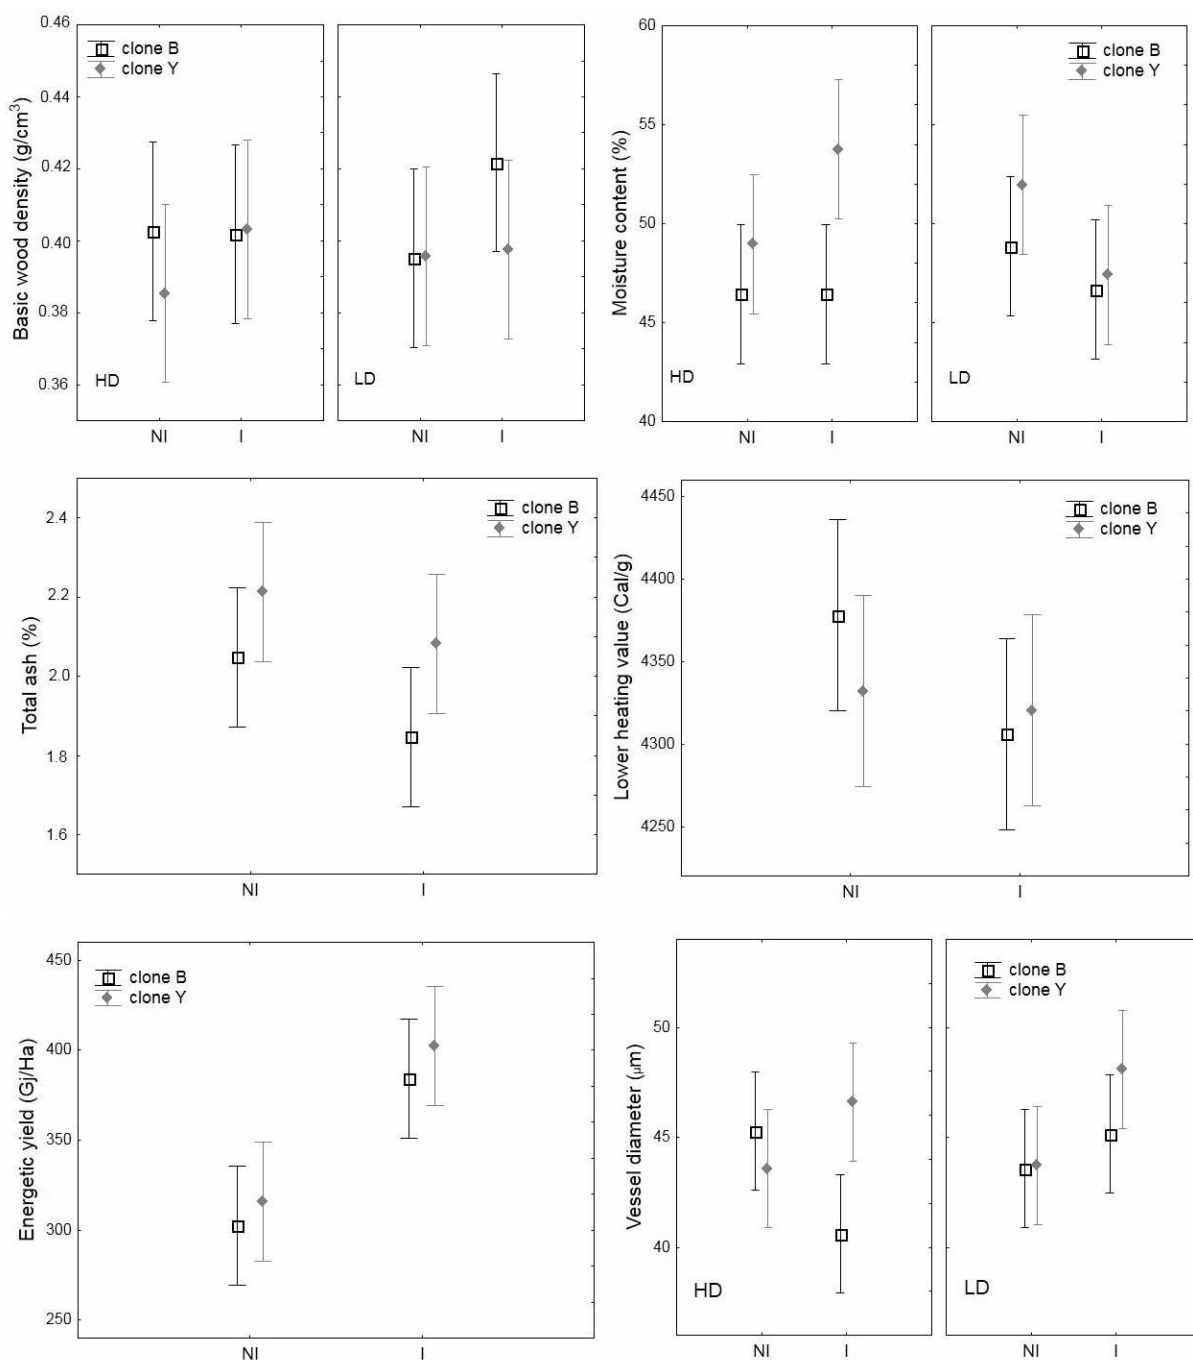 Basic wood density (g/cm³)
0.46
0.44
0.42
0.40
0.38
0.36
clone B
clone Y
HD
NI I
LD
NI I
Moisture content (%)
60
55
50
45
40
HD
NI I
clone B
clone Y
LD
NI I
Total ash (%)
2.4
2.2
2.0
1.8
1.6
clone B
clone Y
NI I
Lower heating value (Cal/g)
4450
4400
4350
4300
4250
clone B
clone Y
NI I
Energetic yield (Gj/Ha)
450
400
350
300
250
clone B
clone Y
NI I
Vessel diameter (μm)
50
45
40
HD
NI I
clone B
clone Y
LD
NI I